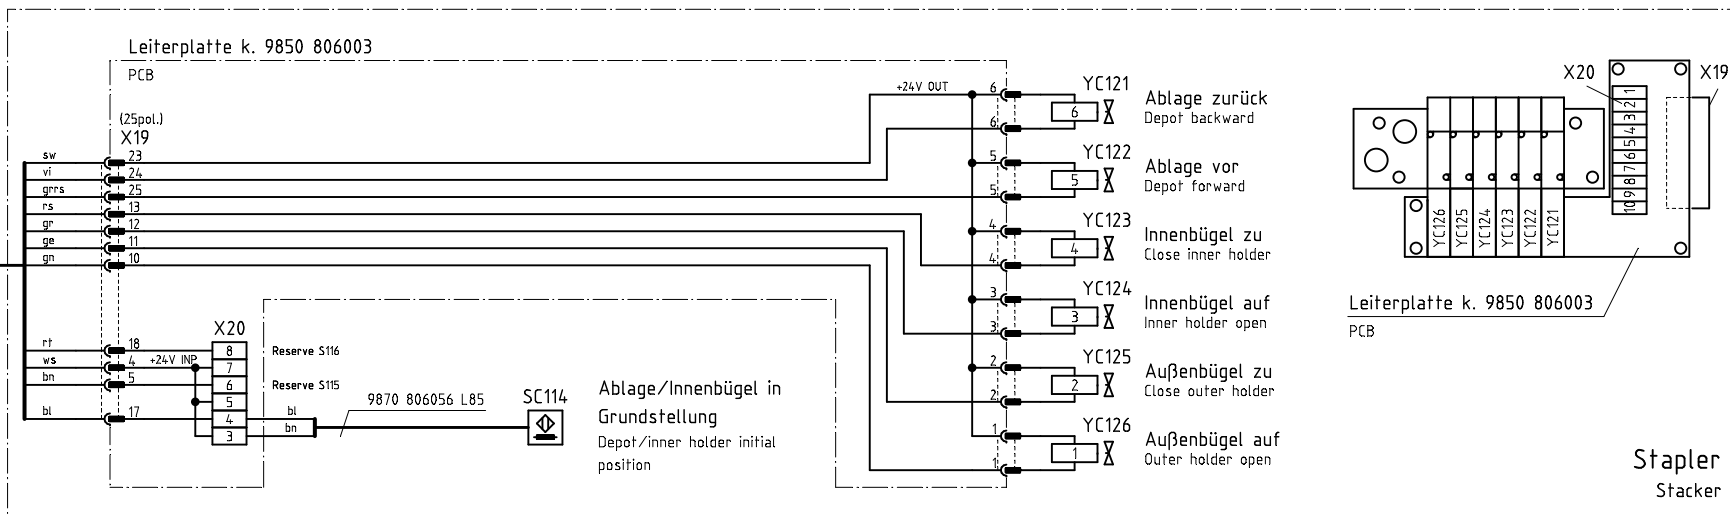 Leiterplatte k. 9850 806003
PCB
(25pol.)
X19
sw 23
vi 24
grrs 25
rs 13
gr 12
ge 11
gn 10
rt 18
ws 4 +24V INP
bn 5
bl 17
X20
8 Reserve S116
7
6 Reserve S115
5
4 bl
3 bn
9870 806056 L85
SC114
Ablage/Innenbügel in
Grundstellung
Depot/inner holder initial
position
+24V OUT
6 YC121
6 Ablage zurück
6 Depot backward
5 YC122
5 Ablage vor
5 Depot forward
4 YC123
4 Innenbügel zu
4 Close inner holder
3 YC124
3 Innenbügel auf
3 Inner holder open
2 YC125
2 Außenbügel zu
2 Close outer holder
1 YC126
1 Außenbügel auf
1 Outer holder open
X20 X19
1
2
3
4
5
6
7
8
9
10
YC126
YC125
YC124
YC123
YC122
YC121
Leiterplatte k. 9850 806003
PCB
Stapler
Stacker